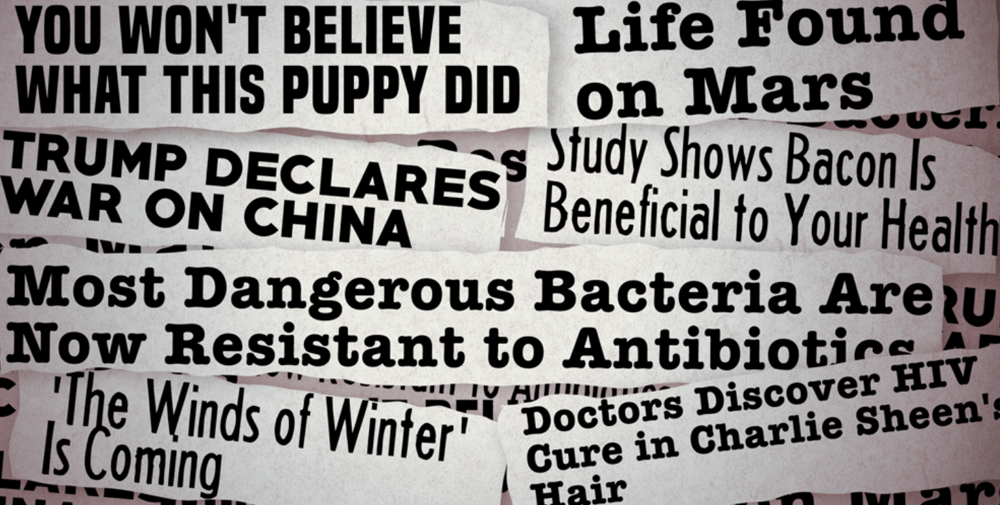 YOU WON'T BELIEVE
WHAT THIS PUPPY DID
Life Found
on Mars
TRUMP DECLARES
WAR ON CHINA
Study Shows Bacon Is
Beneficial to Your Health
Most Dangerous Bacteria Are
Now Resistant to Antibiotics
'The Winds of Winter'
Is Coming
Doctors Discover HIV
Cure in Charlie Sheen's
Hair